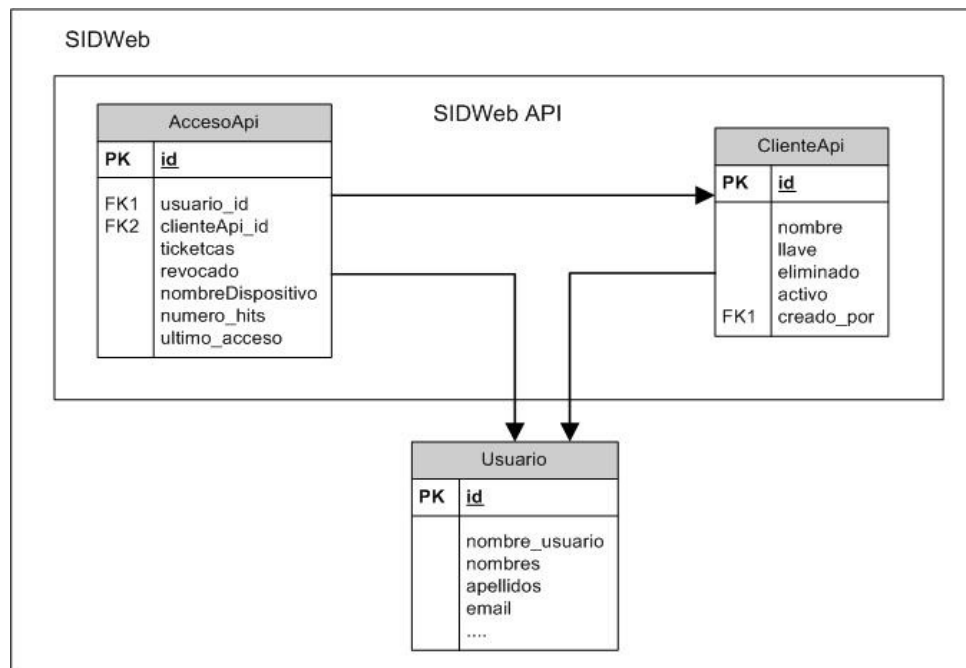 SIDWeb
SIDWeb API
AccesoApi
PK id
FK1 usuario_id
FK2 clienteApi_id
ticketcas
revocado
nombreDispositivo
numero_hits
ultimo_acceso
ClienteApi
PK id
nombre
llave
eliminado
activo
FK1 creado_por
Usuario
PK id
nombre_usuario
nombres
apellidos
email
....